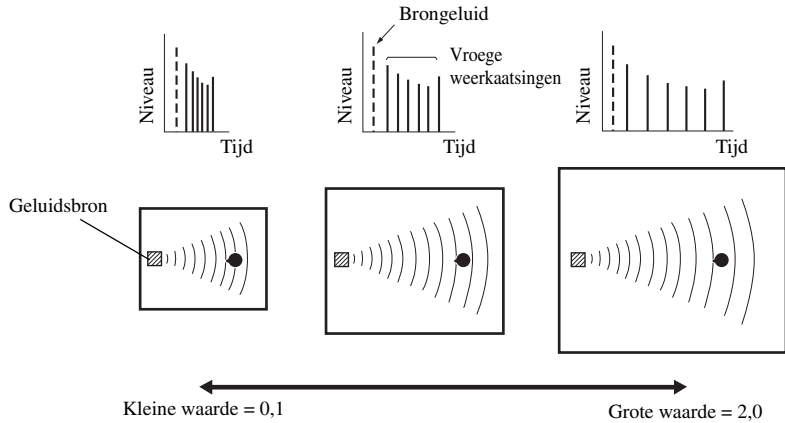 Brongeluid
Niveau
Tijd
Niveau
Vroege
weerkaatsingen
Tijd
Niveau
Tijd
Geluidsbron
Kleine waarde = 0,1
Grote waarde = 2,0